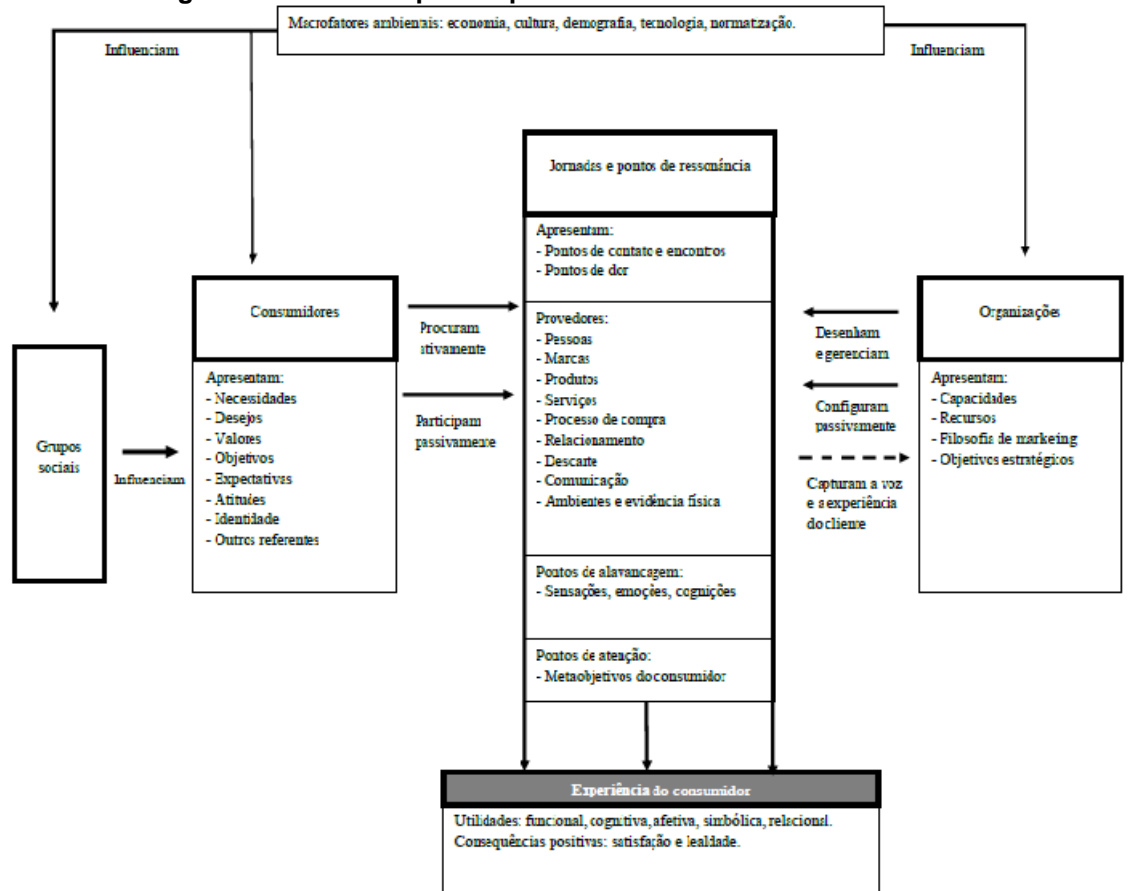 Macrofatores ambientais: economia, cultura, demografia, tecnologia, normatização.
Influenciam
Influenciam
Jornadas e pontos de ressonância
Apresentam:
- Pontos de contato e encontros
- Pontos de dor
Consumidores
Procuram
ativamente
Provedores:
- Pessoas
- Marcas
- Produtos
- Serviços
- Processo de compra
- Relacionamento
- Descarte
- Comunicação
- Ambientes e evidência física
Desenham
e gerenciam
Organizações
Grupos
sociais
Influenciam
Apresentam:
- Necessidades
- Desejos
- Valores
- Objetivos
- Expectativas
- Atitudes
- Identidade
- Outros referentes
Participam
passivamente
Configuram
passivamente
Capturam a voz
e a experiência
do cliente
Apresentam:
- Capacidades
- Recursos
- Filosofia de marketing
- Objetivos estratégicos
Pontos de alavancagem:
- Sensações, emoções, cognições
Pontos de atenção:
- Metaobjetivos do consumidor
Experiência do consumidor
Utilidades: funcional, cognitiva, afetiva, simbólica, relacional.
Consequências positivas: satisfação e lealdade.